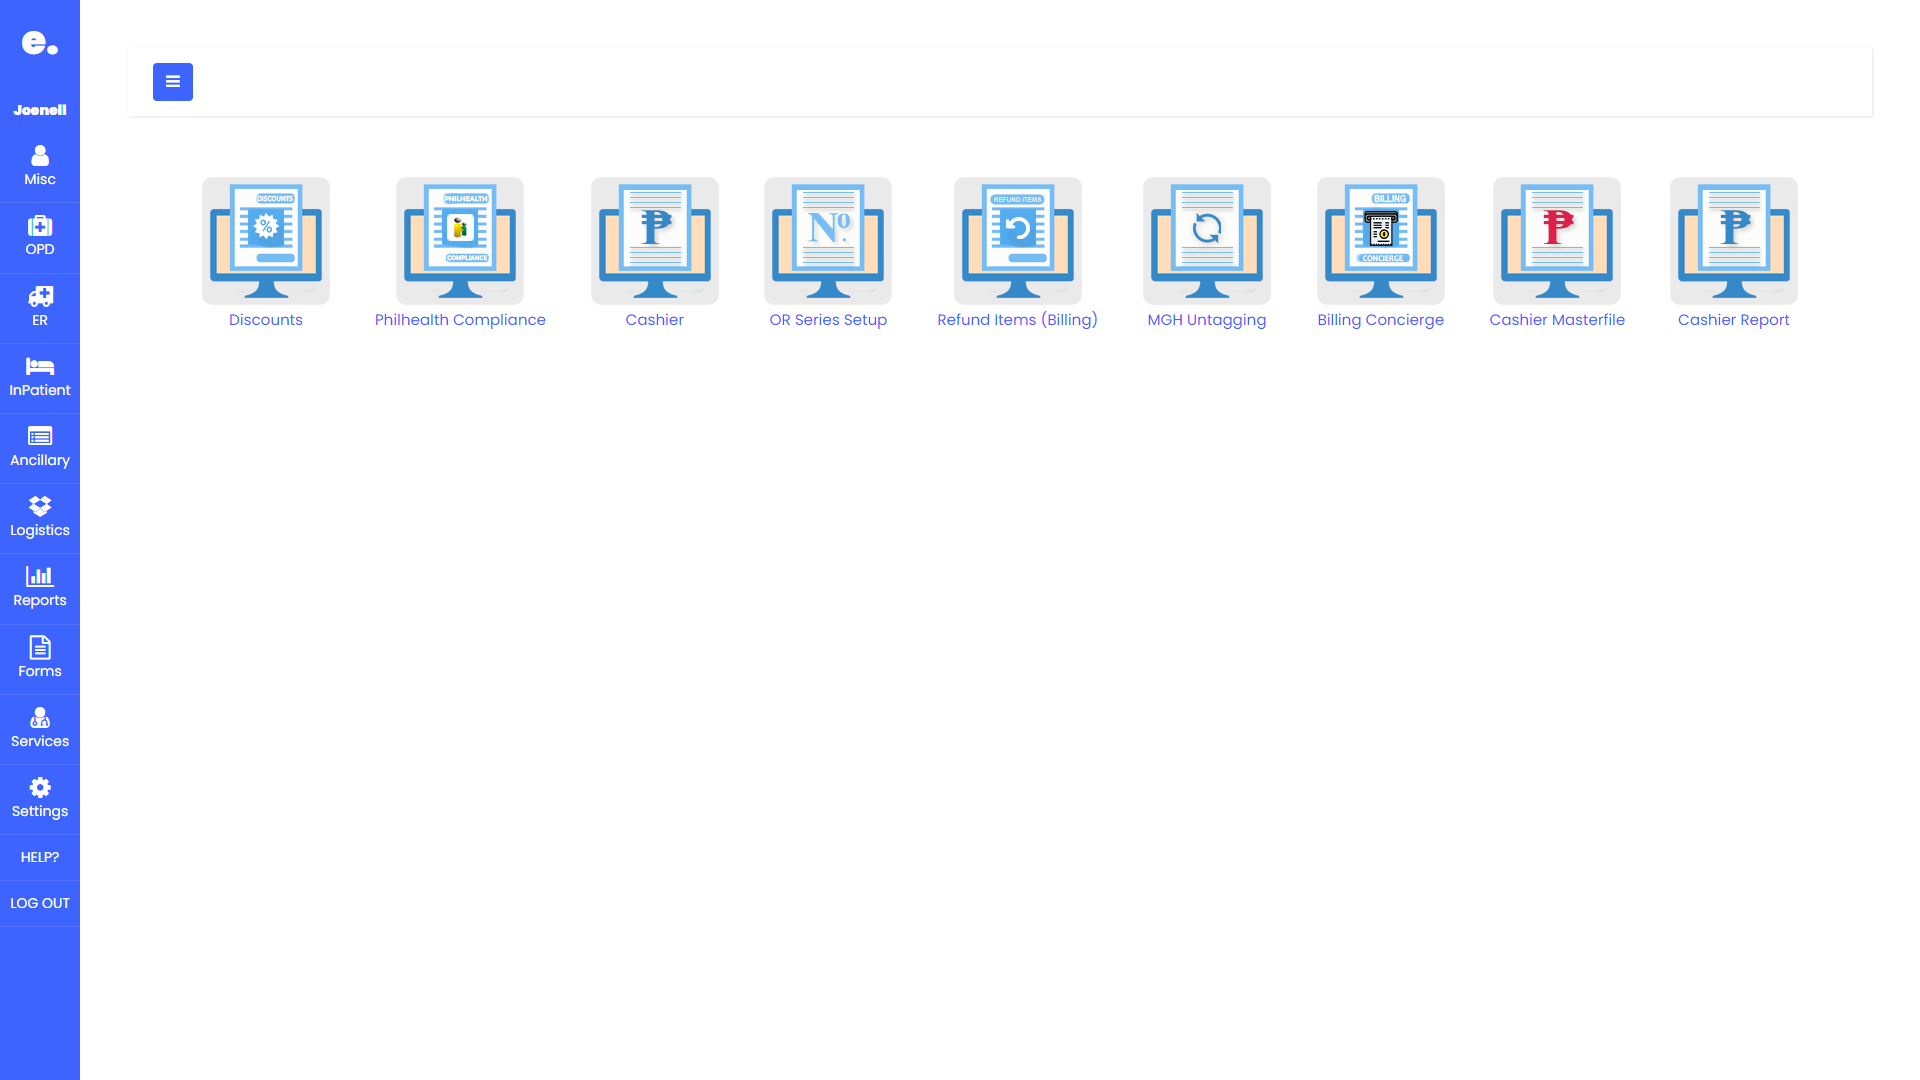 e.
Joenell
Misc
OPD
ER
InPatient
Ancillary
Logistics
Reports
Forms
Services
Settings
HELP?
LOG OUT
DISCOUNTS
Discounts
PHILHEALTH
COMPLIANCE
Philhealth Compliance
₱
Cashier
Nº.
OR Series Setup
REFUND ITEMS
Refund Items (Billing)
MGH Untagging
BILLING
CONCIERGE
Billing Concierge
₱
Cashier Masterfile
₱
Cashier Report